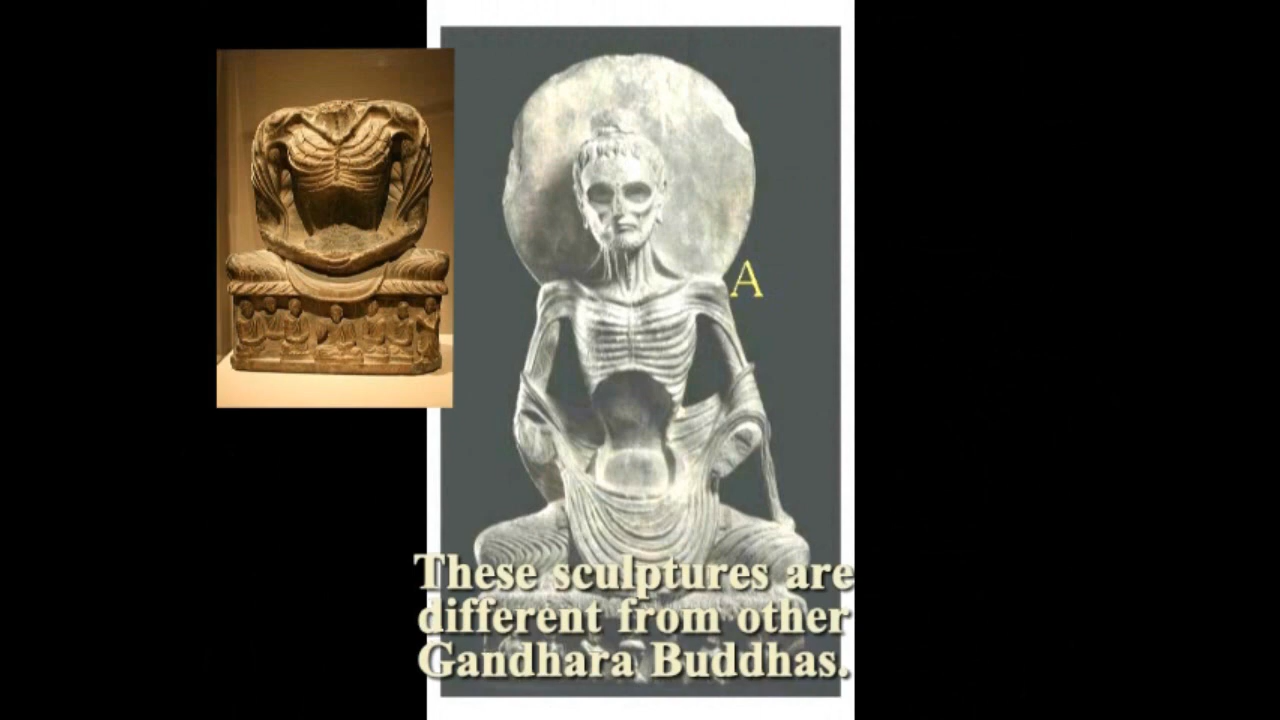 A
These sculptures are
different from other
Gandhara Buddhas.